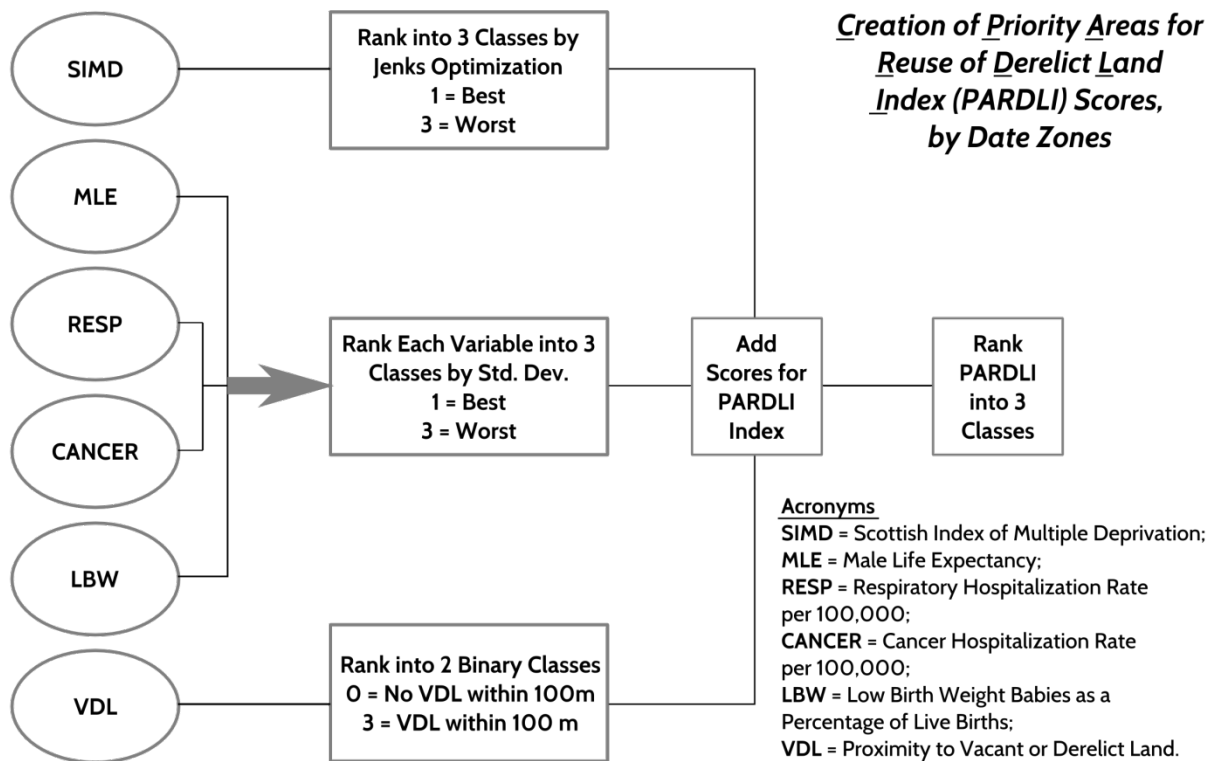 Creation of Priority Areas for
Reuse of Derelict Land
Index (PARDLI) Scores,
by Date Zones
SIMD
Rank into 3 Classes by
Jenks Optimization
1 = Best
3 = Worst
MLE
RESP
CANCER
LBW
Rank Each Variable into 3
Classes by Std. Dev.
1 = Best
3 = Worst
Add
Scores for
PARDLI
Index
Rank
PARDLI
into 3
Classes
VDL
Rank into 2 Binary Classes
0 = No VDL within 100m
3 = VDL within 100 m
Acronyms
SIMD = Scottish Index of Multiple Deprivation;
MLE = Male Life Expectancy;
RESP = Respiratory Hospitalization Rate
per 100,000;
CANCER = Cancer Hospitalization Rate
per 100,000;
LBW = Low Birth Weight Babies as a
Percentage of Live Births;
VDL = Proximity to Vacant or Derelict Land.